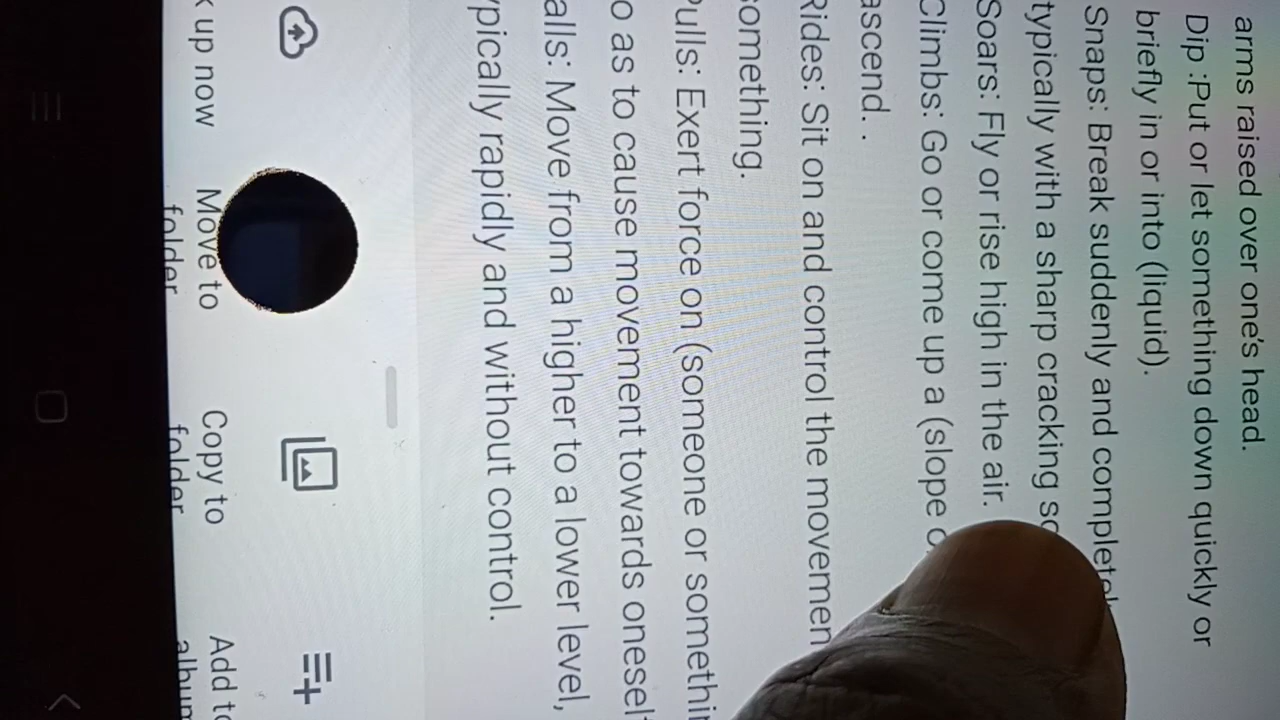 arms raised over one's head.
Dip :Put or let something down quickly or
briefly in or into (liquid).
Snaps: Break suddenly and
typically with a sharp cracking
Soars: Fly or rise high in the air.
Climbs: Go or come up a (slope
ascend. .
Rides: Sit on and control the
something.
Pulls: Exert force on (someone or
o as to cause movement towards
alls: Move from a higher to a lower level,
ypically rapidly and without control.
k up now
Move to
folder
Copy to
folder
Add to
album